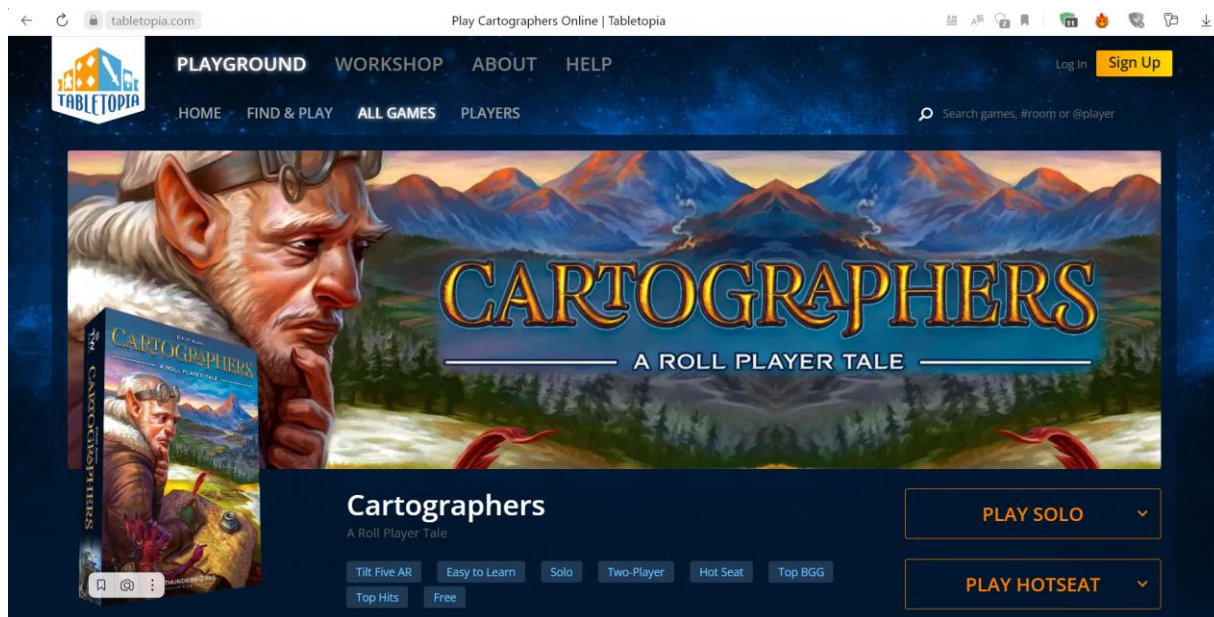 tabletopia.com Play Cartographers Online | Tabletopia 2 11
TABLETOPIA
PLAYGROUND WORKSHOP ABOUT HELP
Log In Sign Up
HOME FIND & PLAY ALL GAMES PLAYERS
Search games, #room or @player
CARTOGRAPHERS
A ROLL PLAYER TALE
CARTOGRAPHERS
A ROLL PLAYER TALE
CARTOGRAPHERS
Cartographers
A Roll Player Tale
PLAY SOLO
Tilt Five AR Easy to Learn Solo Two-Player Hot Seat Top BGG
Top Hits Free
PLAY HOTSEAT